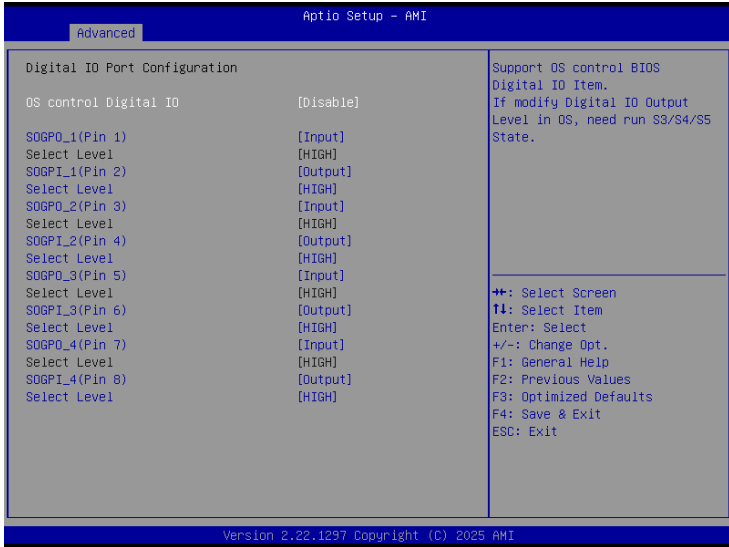 Aptio Setup – AMI
Advanced
Digital IO Port Configuration
OS control Digital IO [Disable]
SOGPO_1(Pin 1) [Input]
Select Level [HIGH]
SOGPI_1(Pin 2) [Output]
Select Level [HIGH]
SOGPO_2(Pin 3) [Input]
Select Level [HIGH]
SOGPI_2(Pin 4) [Output]
Select Level [HIGH]
SOGPO_3(Pin 5) [Input]
Select Level [HIGH]
SOGPI_3(Pin 6) [Output]
Select Level [HIGH]
SOGPO_4(Pin 7) [Input]
Select Level [HIGH]
SOGPI_4(Pin 8) [Output]
Select Level [HIGH]
Support OS control BIOS
Digital IO Item.
If modify Digital IO Output
Level in OS, need run S3/S4/S5
State.
→←: Select Screen
↑↓: Select Item
Enter: Select
+/-: Change Opt.
F1: General Help
F2: Previous Values
F3: Optimized Defaults
F4: Save & Exit
ESC: Exit
Version 2.22.1297 Copyright (C) 2025 AMI